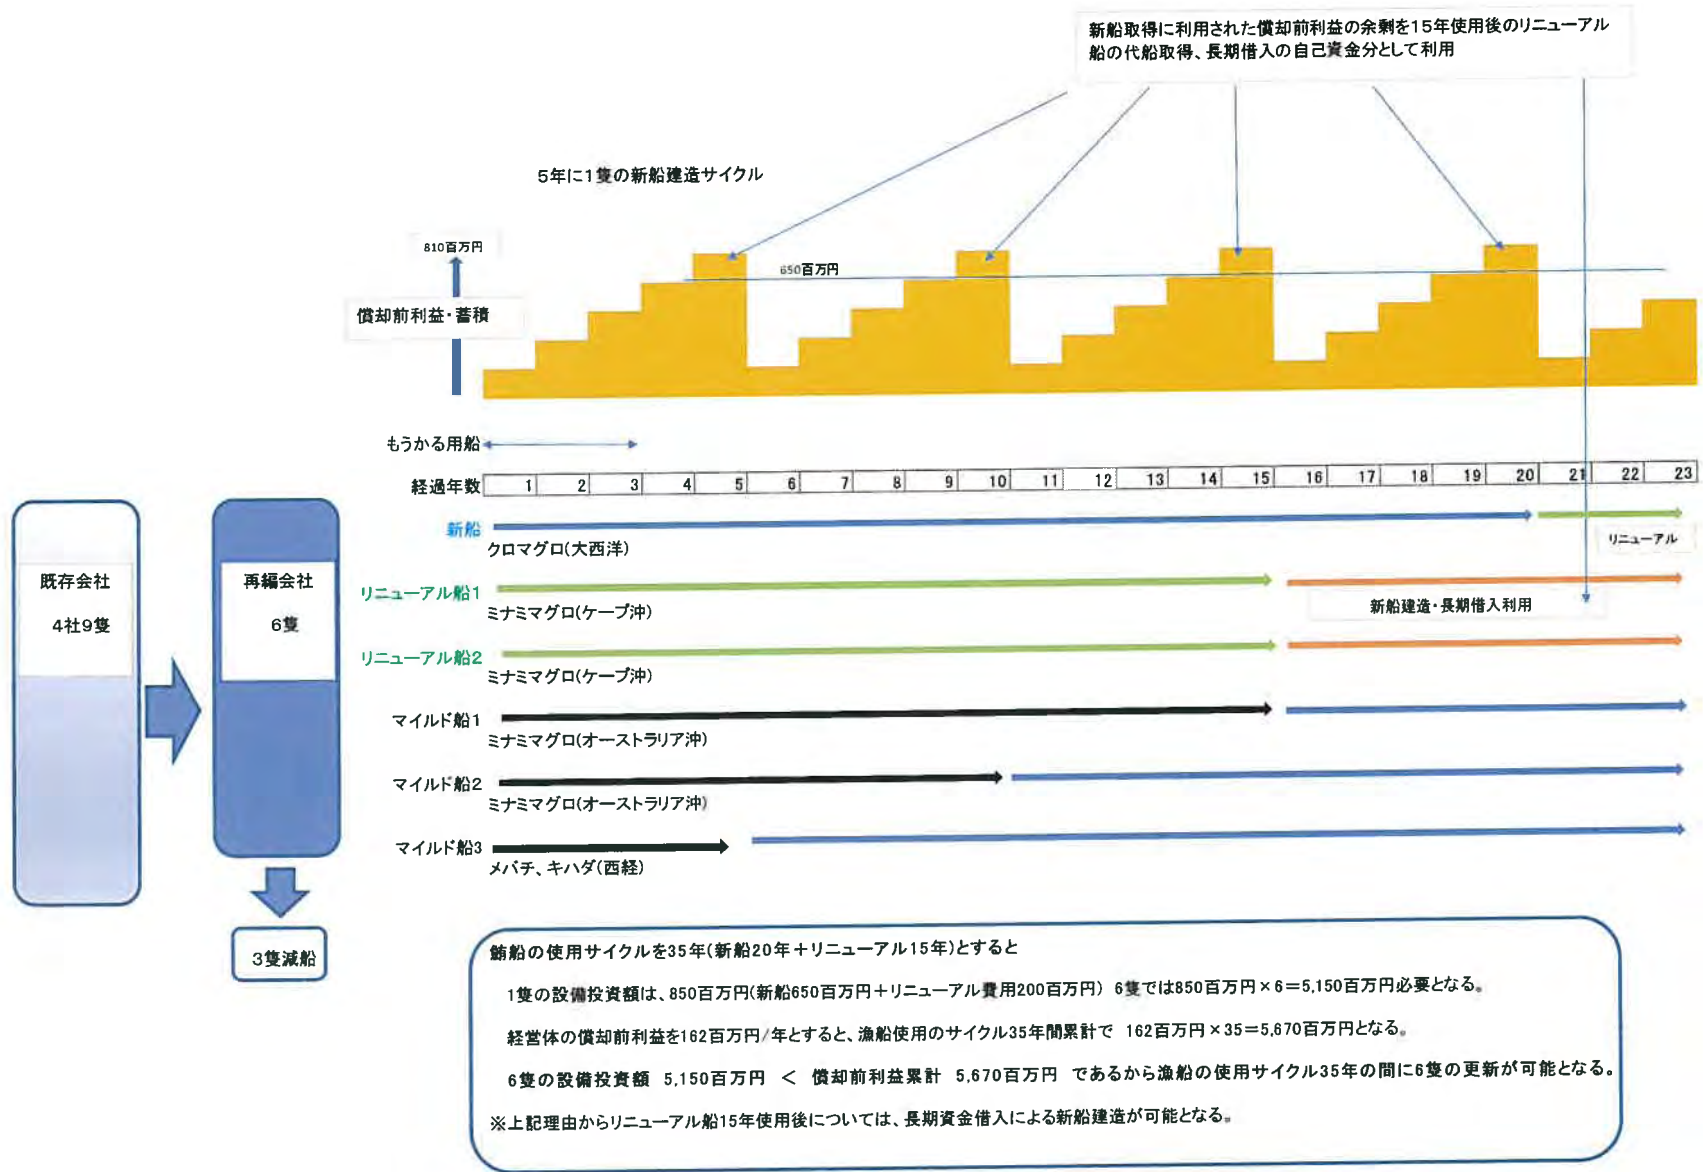 新船取得に利用された償却前利益の余剰を15年使用後のリニューアル
船の代船取得、長期借入の自己資金分として利用
5年に1隻の新船建造サイクル
810百万円
650百万円
償却前利益・蓄積
もうかる用船
経過年数 1 2 3 4 5 6 7 8 9 10 11 12 13 14 15 16 17 18 19 20 21 22 23
新船
クロマグロ(大西洋)
リニューアル
既存会社
4社9隻
再編会社
6隻
3隻減船
リニューアル船1
ミナミマグロ(ケープ沖)
新船建造・長期借入利用
リニューアル船2
ミナミマグロ(ケープ沖)
マイルド船1
ミナミマグロ(オーストラリア沖)
マイルド船2
ミナミマグロ(オーストラリア沖)
マイルド船3
メバチ、キハダ(西経)
鮪船の使用サイクルを35年(新船20年+リニューアル15年)とすると
1隻の設備投資額は、850百万円(新船650百万円+リニューアル費用200百万円) 6隻では850百万円×6=5,150百万円必要となる。
経営体の償却前利益を162百万円/年とすると、漁船使用のサイクル35年間累計で 162百万円×35=5,670百万円となる。
6隻の設備投資額 5,150百万円 < 償却前利益累計 5,670百万円 であるから漁船の使用サイクル35年の間に6隻の更新が可能となる。
※上記理由からリニューアル船15年使用後については、長期資金借入による新船建造が可能となる。